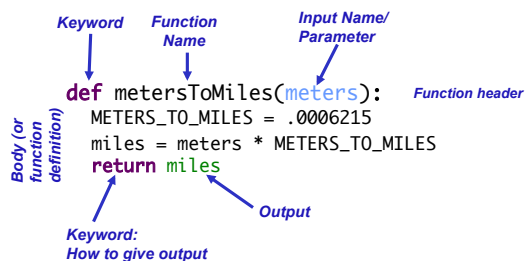 Keyword
Function
Name
Input Name/
Parameter
def metersToMiles(meters):
Function header
Body (or
function
definition)
METERS_TO_MILES = .0006215
miles = meters * METERS_TO_MILES
return miles
Output
Keyword:
How to give output